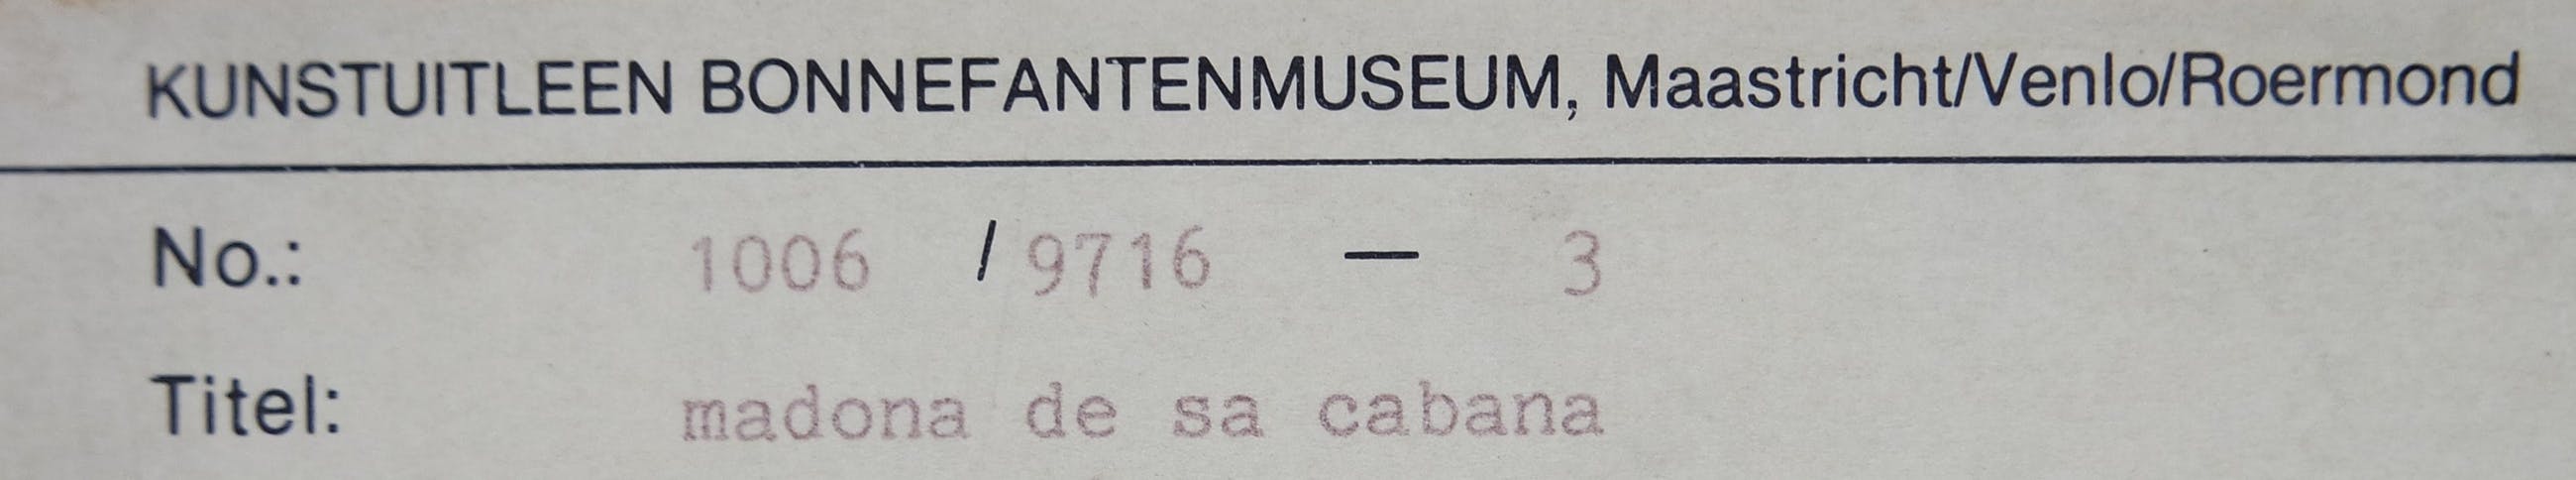 KUNSTUITLEEN BONNEFANTENMUSEUM, Maastricht/Venlo/Roermond
No.: 1006 / 9716 — 3
Titel: madona de sa cabana